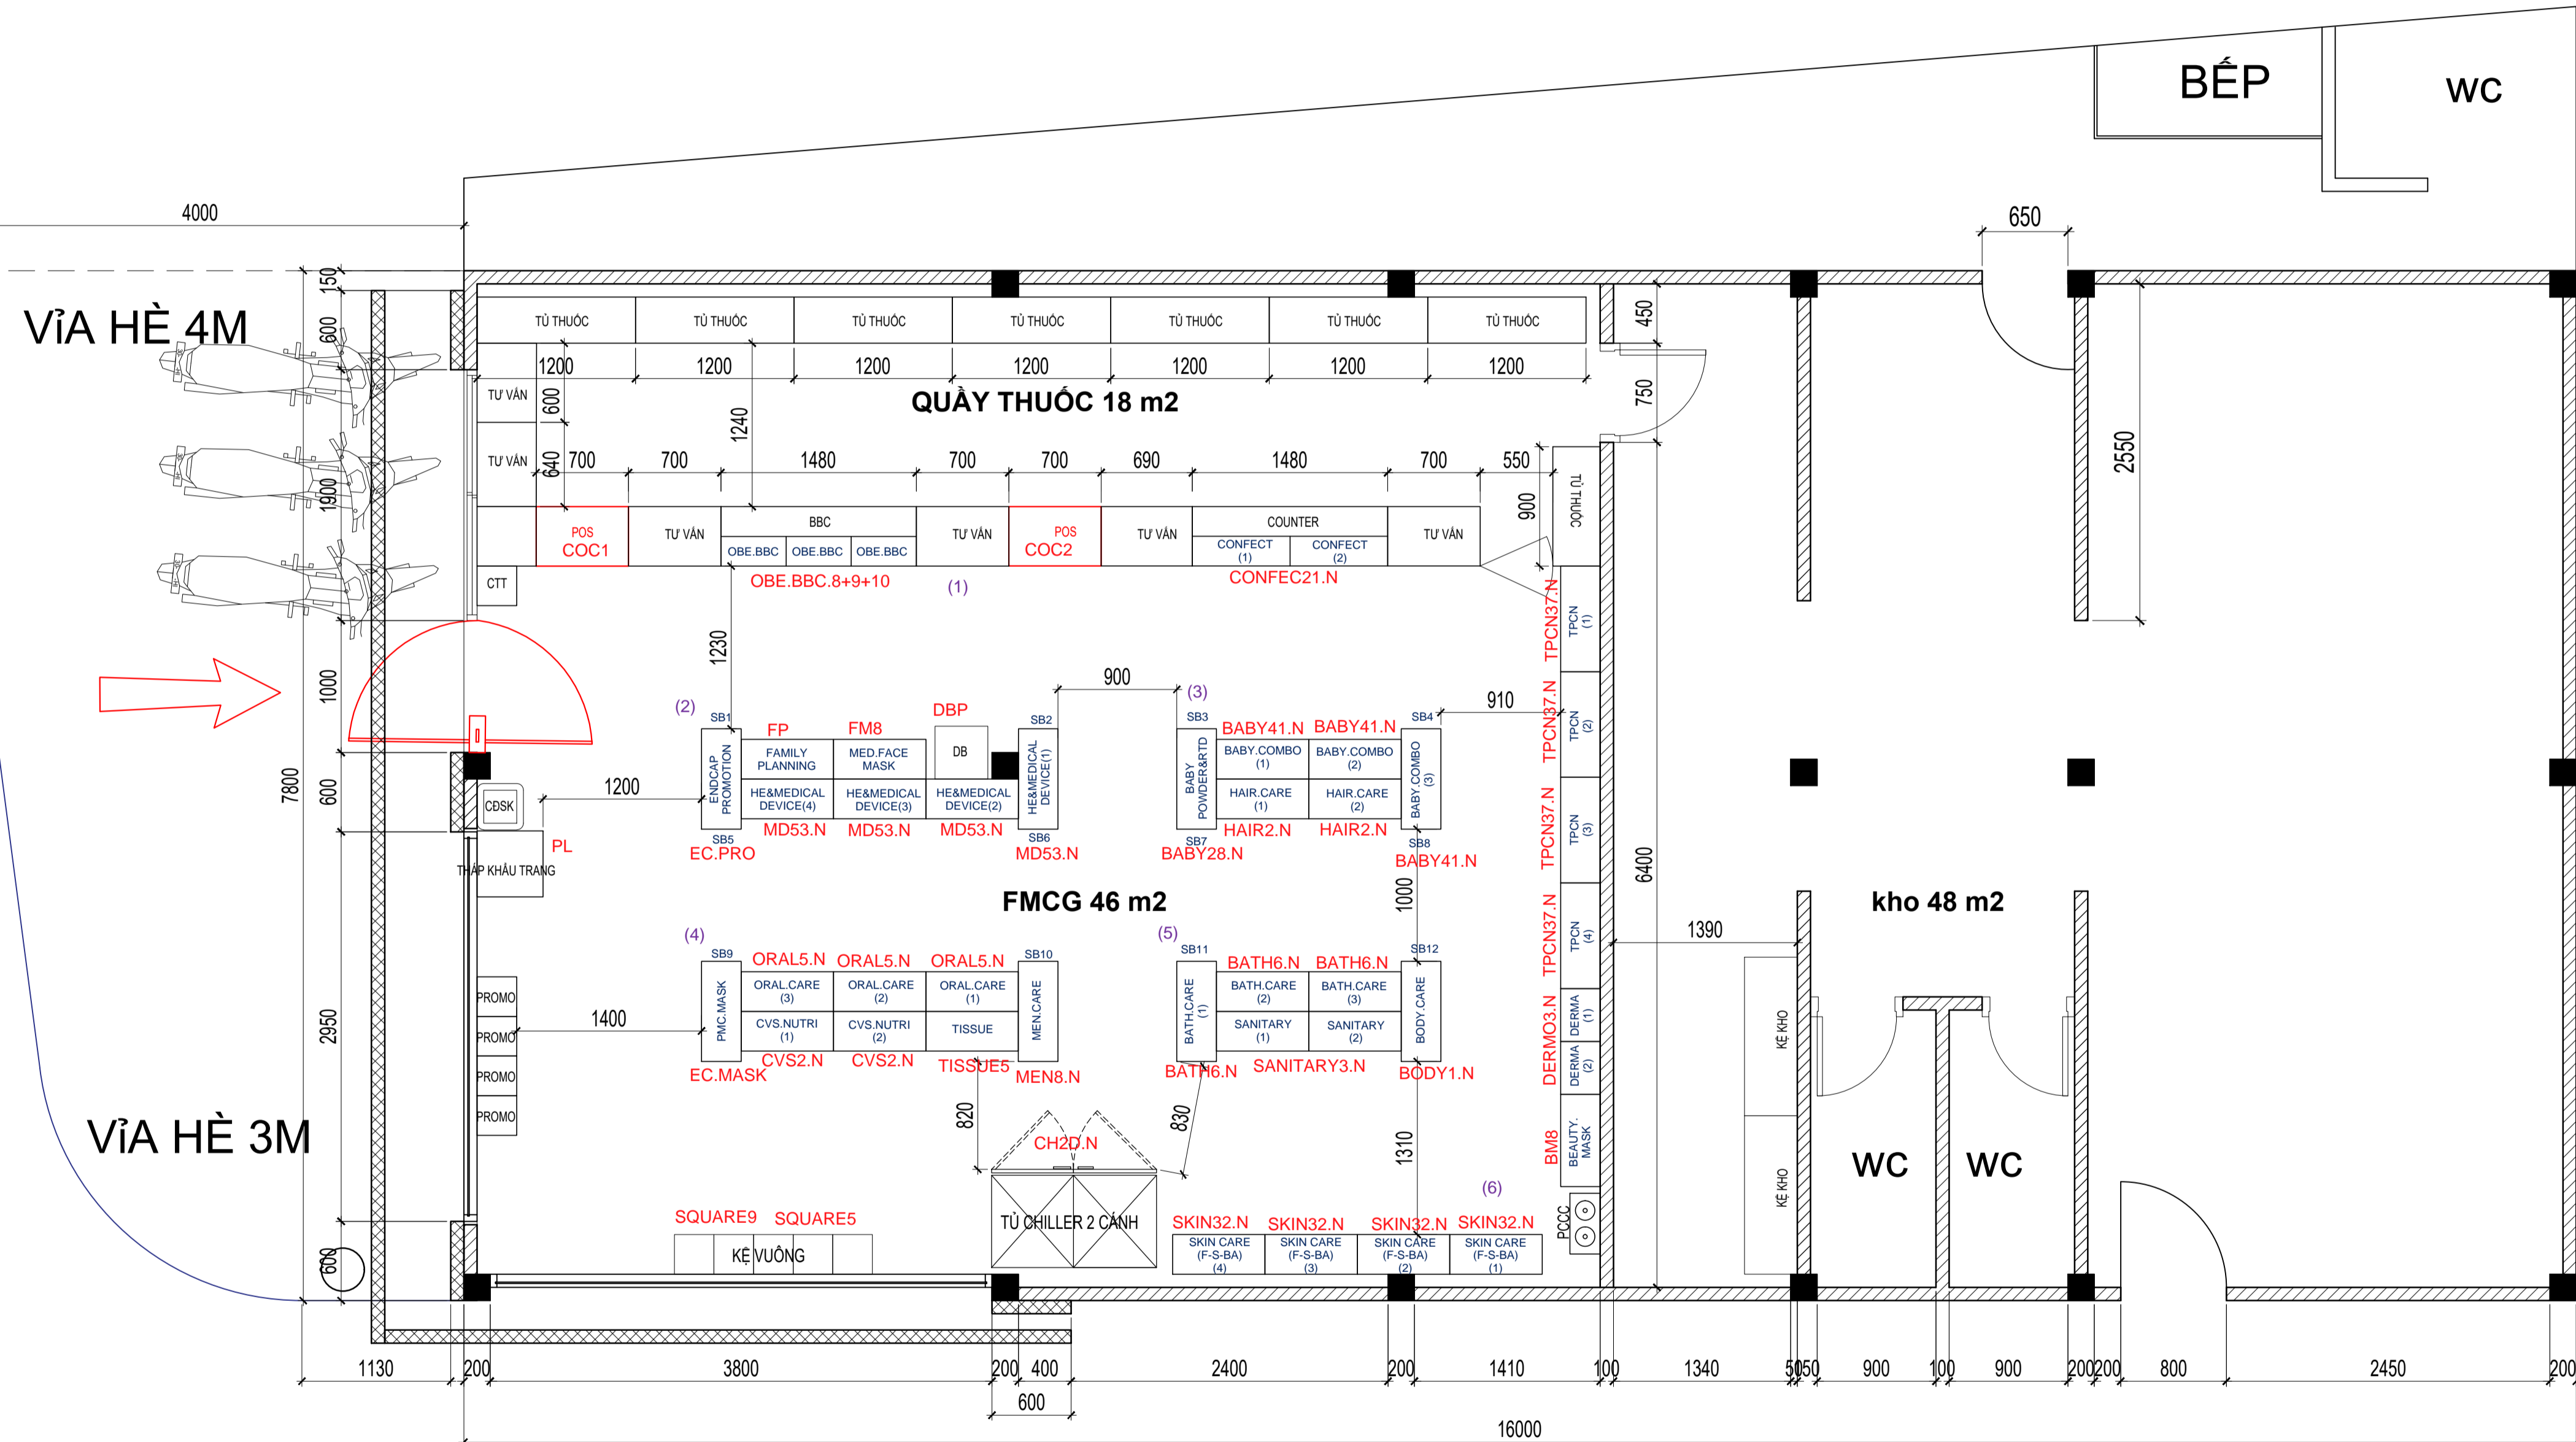 BẾP
WC
4000
650
VỈA HÈ 4M
150
600
1900
1000
600
2950
600
7800
TỦ THUỐC
TỦ THUỐC
TỦ THUỐC
TỦ THUỐC
TỦ THUỐC
TỦ THUỐC
TỦ THUỐC
1200
1200
1200
1200
1200
1200
1200
QUẦY THUỐC 18 m2
450
750
2550
TƯ VẤN
600
1240
TƯ VẤN
640
700
700
1480
700
700
690
1480
700
550
900
TỦ THUỐC
POS
COC1
TƯ VẤN
BBC
OBE.BBC
OBE.BBC
OBE.BBC
TƯ VẤN
POS
COC2
TƯ VẤN
COUNTER
CONFECT
(1)
CONFECT
(2)
TƯ VẤN
CTT
OBE.BBC.8+9+10
(1)
CONFEC21.N
1230
900
910
(2)
SB1
FP
FM8
DBP
SB2
(3)
SB3
BABY41.N
BABY41.N
SB4
ENDCAP
PROMOTION
FAMILY
PLANNING
MED.FACE
MASK
DB
HE&MEDICAL
DEVICE(1)
HE&MEDICAL
DEVICE(4)
HE&MEDICAL
DEVICE(3)
HE&MEDICAL
DEVICE(2)
BABY
POWDER&RTD
BABY.COMBO
(1)
BABY.COMBO
(2)
BABY.COMBO
(3)
HAIR.CARE
(1)
HAIR.CARE
(2)
SB5
EC.PRO
MD53.N
MD53.N
MD53.N
SB6
MD53.N
SB7
BABY28.N
HAIR2.N
HAIR2.N
SB8
BABY41.N
CĐSK
1200
THÁP KHẨU TRANG
PL
FMCG 46 m2
1000
6400
kho 48 m2
1390
TPCN37.N
TPCN
(1)
TPCN37.N
TPCN
(2)
TPCN37.N
TPCN
(3)
TPCN37.N
TPCN
(4)
DERMO3.N
DERMA
(1)
DERMA
(2)
BM8
BEAUTY.
MASK
PCCC
(4)
SB9
ORAL5.N
ORAL5.N
ORAL5.N
SB10
(5)
SB11
BATH6.N
BATH6.N
SB12
PMC.MASK
ORAL.CARE
(3)
ORAL.CARE
(2)
ORAL.CARE
(1)
MEN.CARE
CVS.NUTRI
(1)
CVS.NUTRI
(2)
TISSUE
BATH.CARE
(1)
BATH.CARE
(2)
BATH.CARE
(3)
BODY.CARE
SANITARY
(1)
SANITARY
(2)
EC.MASK
CVS2.N
CVS2.N
TISSUE5
MEN8.N
BATH6.N
SANITARY3.N
BODY1.N
PROMO
PROMO
PROMO
PROMO
1400
820
830
1310
CH2D.N
TỦ CHILLER 2 CÁNH
VỈA HÈ 3M
SQUARE9
SQUARE5
KỆ VUÔNG
(6)
SKIN32.N
SKIN32.N
SKIN32.N
SKIN32.N
SKIN CARE
(F-S-BA)
(4)
SKIN CARE
(F-S-BA)
(3)
SKIN CARE
(F-S-BA)
(2)
SKIN CARE
(F-S-BA)
(1)
KỆ KHO
KỆ KHO
WC
WC
1130
200
3800
200
400
2400
200
1410
100
1340
50
150
900
100
900
200
200
800
2450
200
600
16000